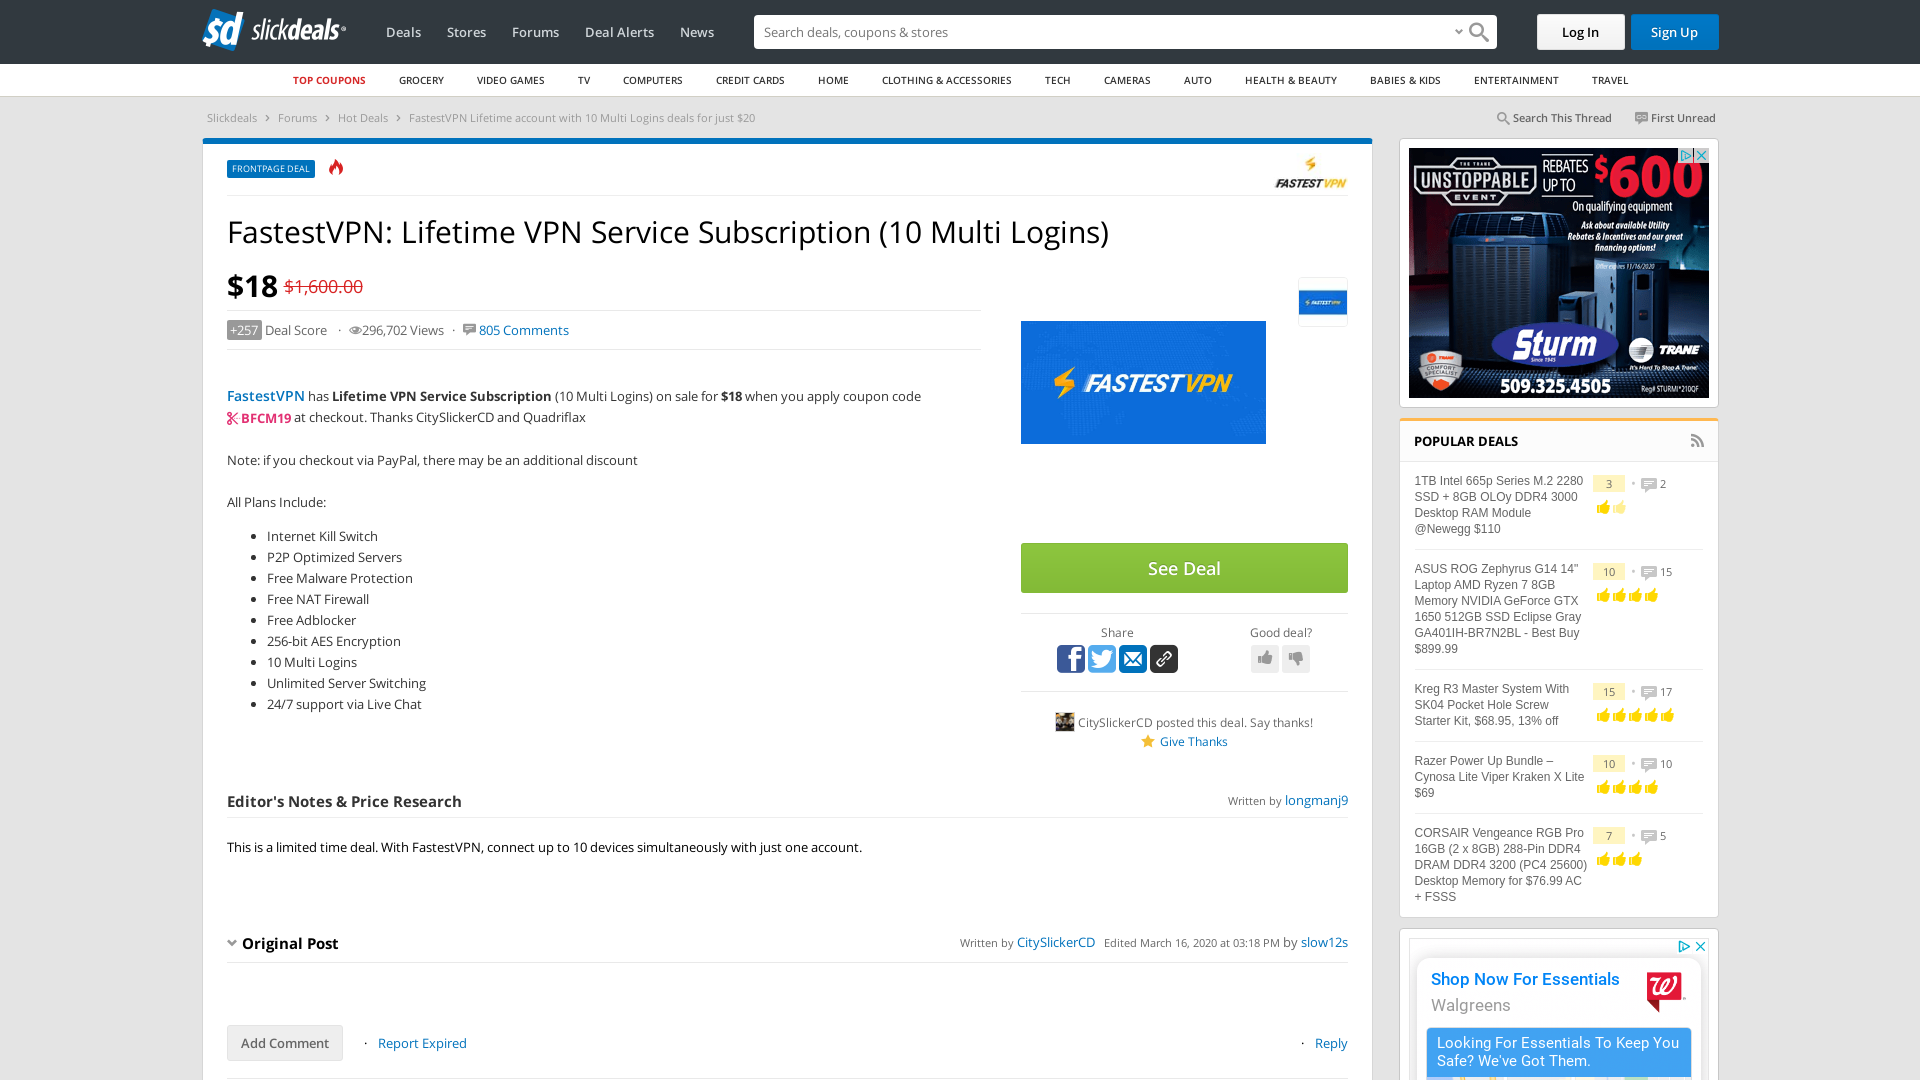 sd slickdeals
Deals Stores Forums Deal Alerts News
Search deals, coupons & stores
Log In
Sign Up
TOP COUPONS GROCERY VIDEO GAMES TV COMPUTERS CREDIT CARDS HOME CLOTHING & ACCESSORIES TECH CAMERAS AUTO HEALTH & BEAUTY BABIES & KIDS ENTERTAINMENT TRAVEL
Slickdeals › Forums › Hot Deals › FastestVPN Lifetime account with 10 Multi Logins deals for just $20
Search This Thread First Unread
FRONTPAGE DEAL
FASTESTVPN
FastestVPN: Lifetime VPN Service Subscription (10 Multi Logins)
$18 $1,600.00
+257 Deal Score · 296,702 Views · 805 Comments
FastestVPN has Lifetime VPN Service Subscription (10 Multi Logins) on sale for $18 when you apply coupon code
BFCM19 at checkout. Thanks CitySlickerCD and Quadriflax
Note: if you checkout via PayPal, there may be an additional discount
All Plans Include:
• Internet Kill Switch
• P2P Optimized Servers
• Free Malware Protection
• Free NAT Firewall
• Free Adblocker
• 256-bit AES Encryption
• 10 Multi Logins
• Unlimited Server Switching
• 24/7 support via Live Chat
FASTESTVPN
FASTESTVPN
See Deal
Share Good deal?
CitySlickerCD posted this deal. Say thanks!
Give Thanks
Editor's Notes & Price Research
Written by longmanj9
This is a limited time deal. With FastestVPN, connect up to 10 devices simultaneously with just one account.
Original Post
Written by CitySlickerCD Edited March 16, 2020 at 03:18 PM by slow12s
Add Comment · Report Expired
· Reply
THE TRANE
UNSTOPPABLE
EVENT
REBATES
UP TO
$600
On qualifying equipment
Ask about available Utility
Rebates & Incentives and our great
financing options!
Offer expires 11/16/2020
Sturm
Since 1945
TRANE
It's Hard To Stop A Trane.
TRANE
COMFORT
SPECIALIST
509.325.4505
Reg# STURMI*210QF
POPULAR DEALS
1TB Intel 665p Series M.2 2280
SSD + 8GB OLOy DDR4 3000
Desktop RAM Module
@Newegg $110
3 • 2
ASUS ROG Zephyrus G14 14"
Laptop AMD Ryzen 7 8GB
Memory NVIDIA GeForce GTX
1650 512GB SSD Eclipse Gray
GA401IH-BR7N2BL - Best Buy
$899.99
10 • 15
Kreg R3 Master System With
SK04 Pocket Hole Screw
Starter Kit, $68.95, 13% off
15 • 17
Razer Power Up Bundle –
Cynosa Lite Viper Kraken X Lite
$69
10 • 10
CORSAIR Vengeance RGB Pro
16GB (2 x 8GB) 288-Pin DDR4
DRAM DDR4 3200 (PC4 25600)
Desktop Memory for $76.99 AC
+ FSSS
7 • 5
Shop Now For Essentials
Walgreens
Looking For Essentials To Keep You
Safe? We've Got Them.